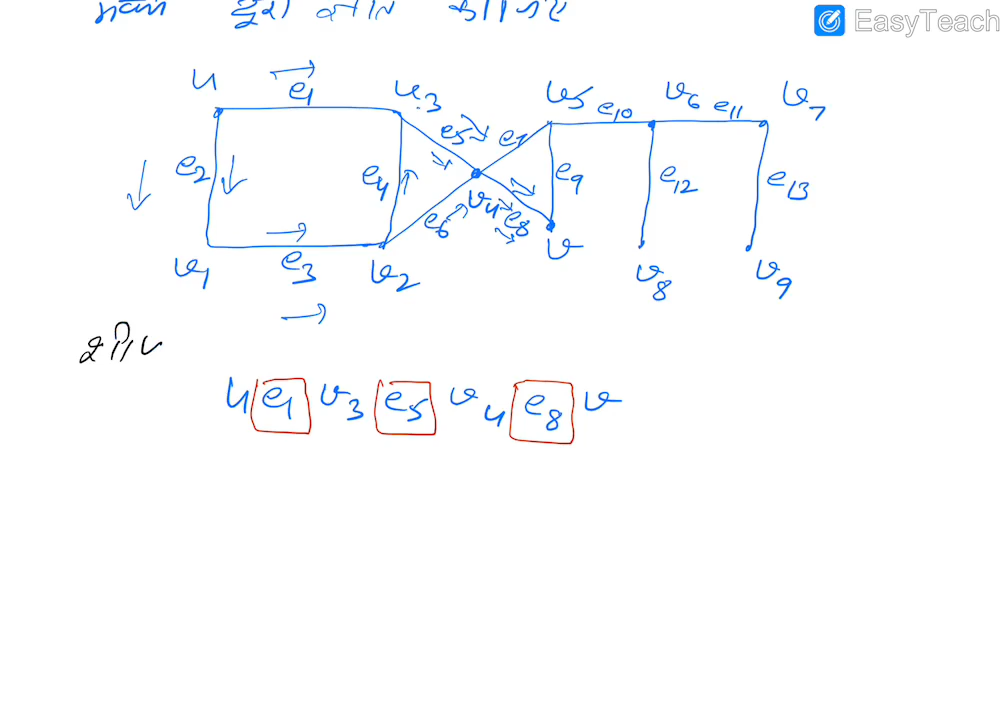 EasyTeach
u e1 v3 v5 e10 v6 e11 v7
e5 e7
e2 e4 e9 e12 e13
v4
e6 e8
v1 e3 v2 v v8 v9
u e1 v3 e5 v4 e8 v